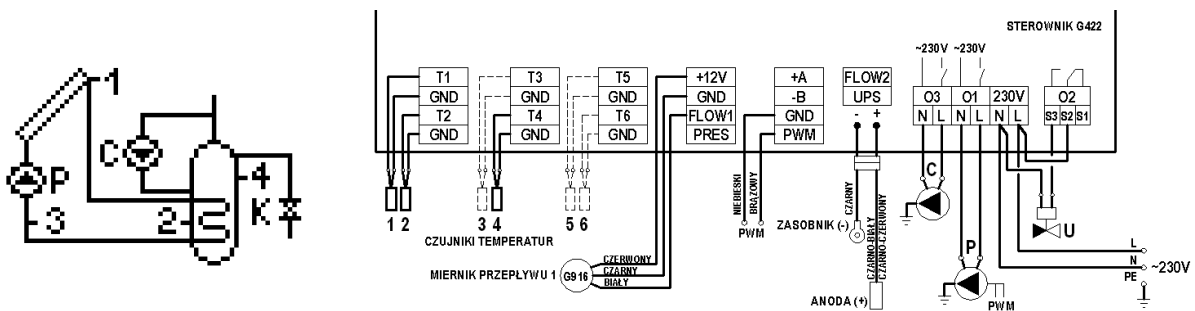 1
C
P
4
K
3
2
STEROWNIK G422
~230V ~230V
T1
GND
T2
GND
T3
GND
T4
GND
T5
GND
T6
GND
+12V
GND
FLOW1
PRES
+A
-B
GND
PWM
FLOW2
UPS
- +
O3 O1 230V O2
N L N L N L S3 S2 S1
NIEBIESKI
BRĄZOWY
PWM
CZARNY
ZASOBNIK (-)
CZARNO-BIAŁY
CZARNO-CZERWONY
ANODA (+)
C
P
PWM
U
1 2 3 4 5 6
CZUJNIKI TEMPERATUR
MIERNIK PRZEPŁYWU 1
G916
CZERWONY
CZARNY
BIAŁY
L
N
PE
~230V